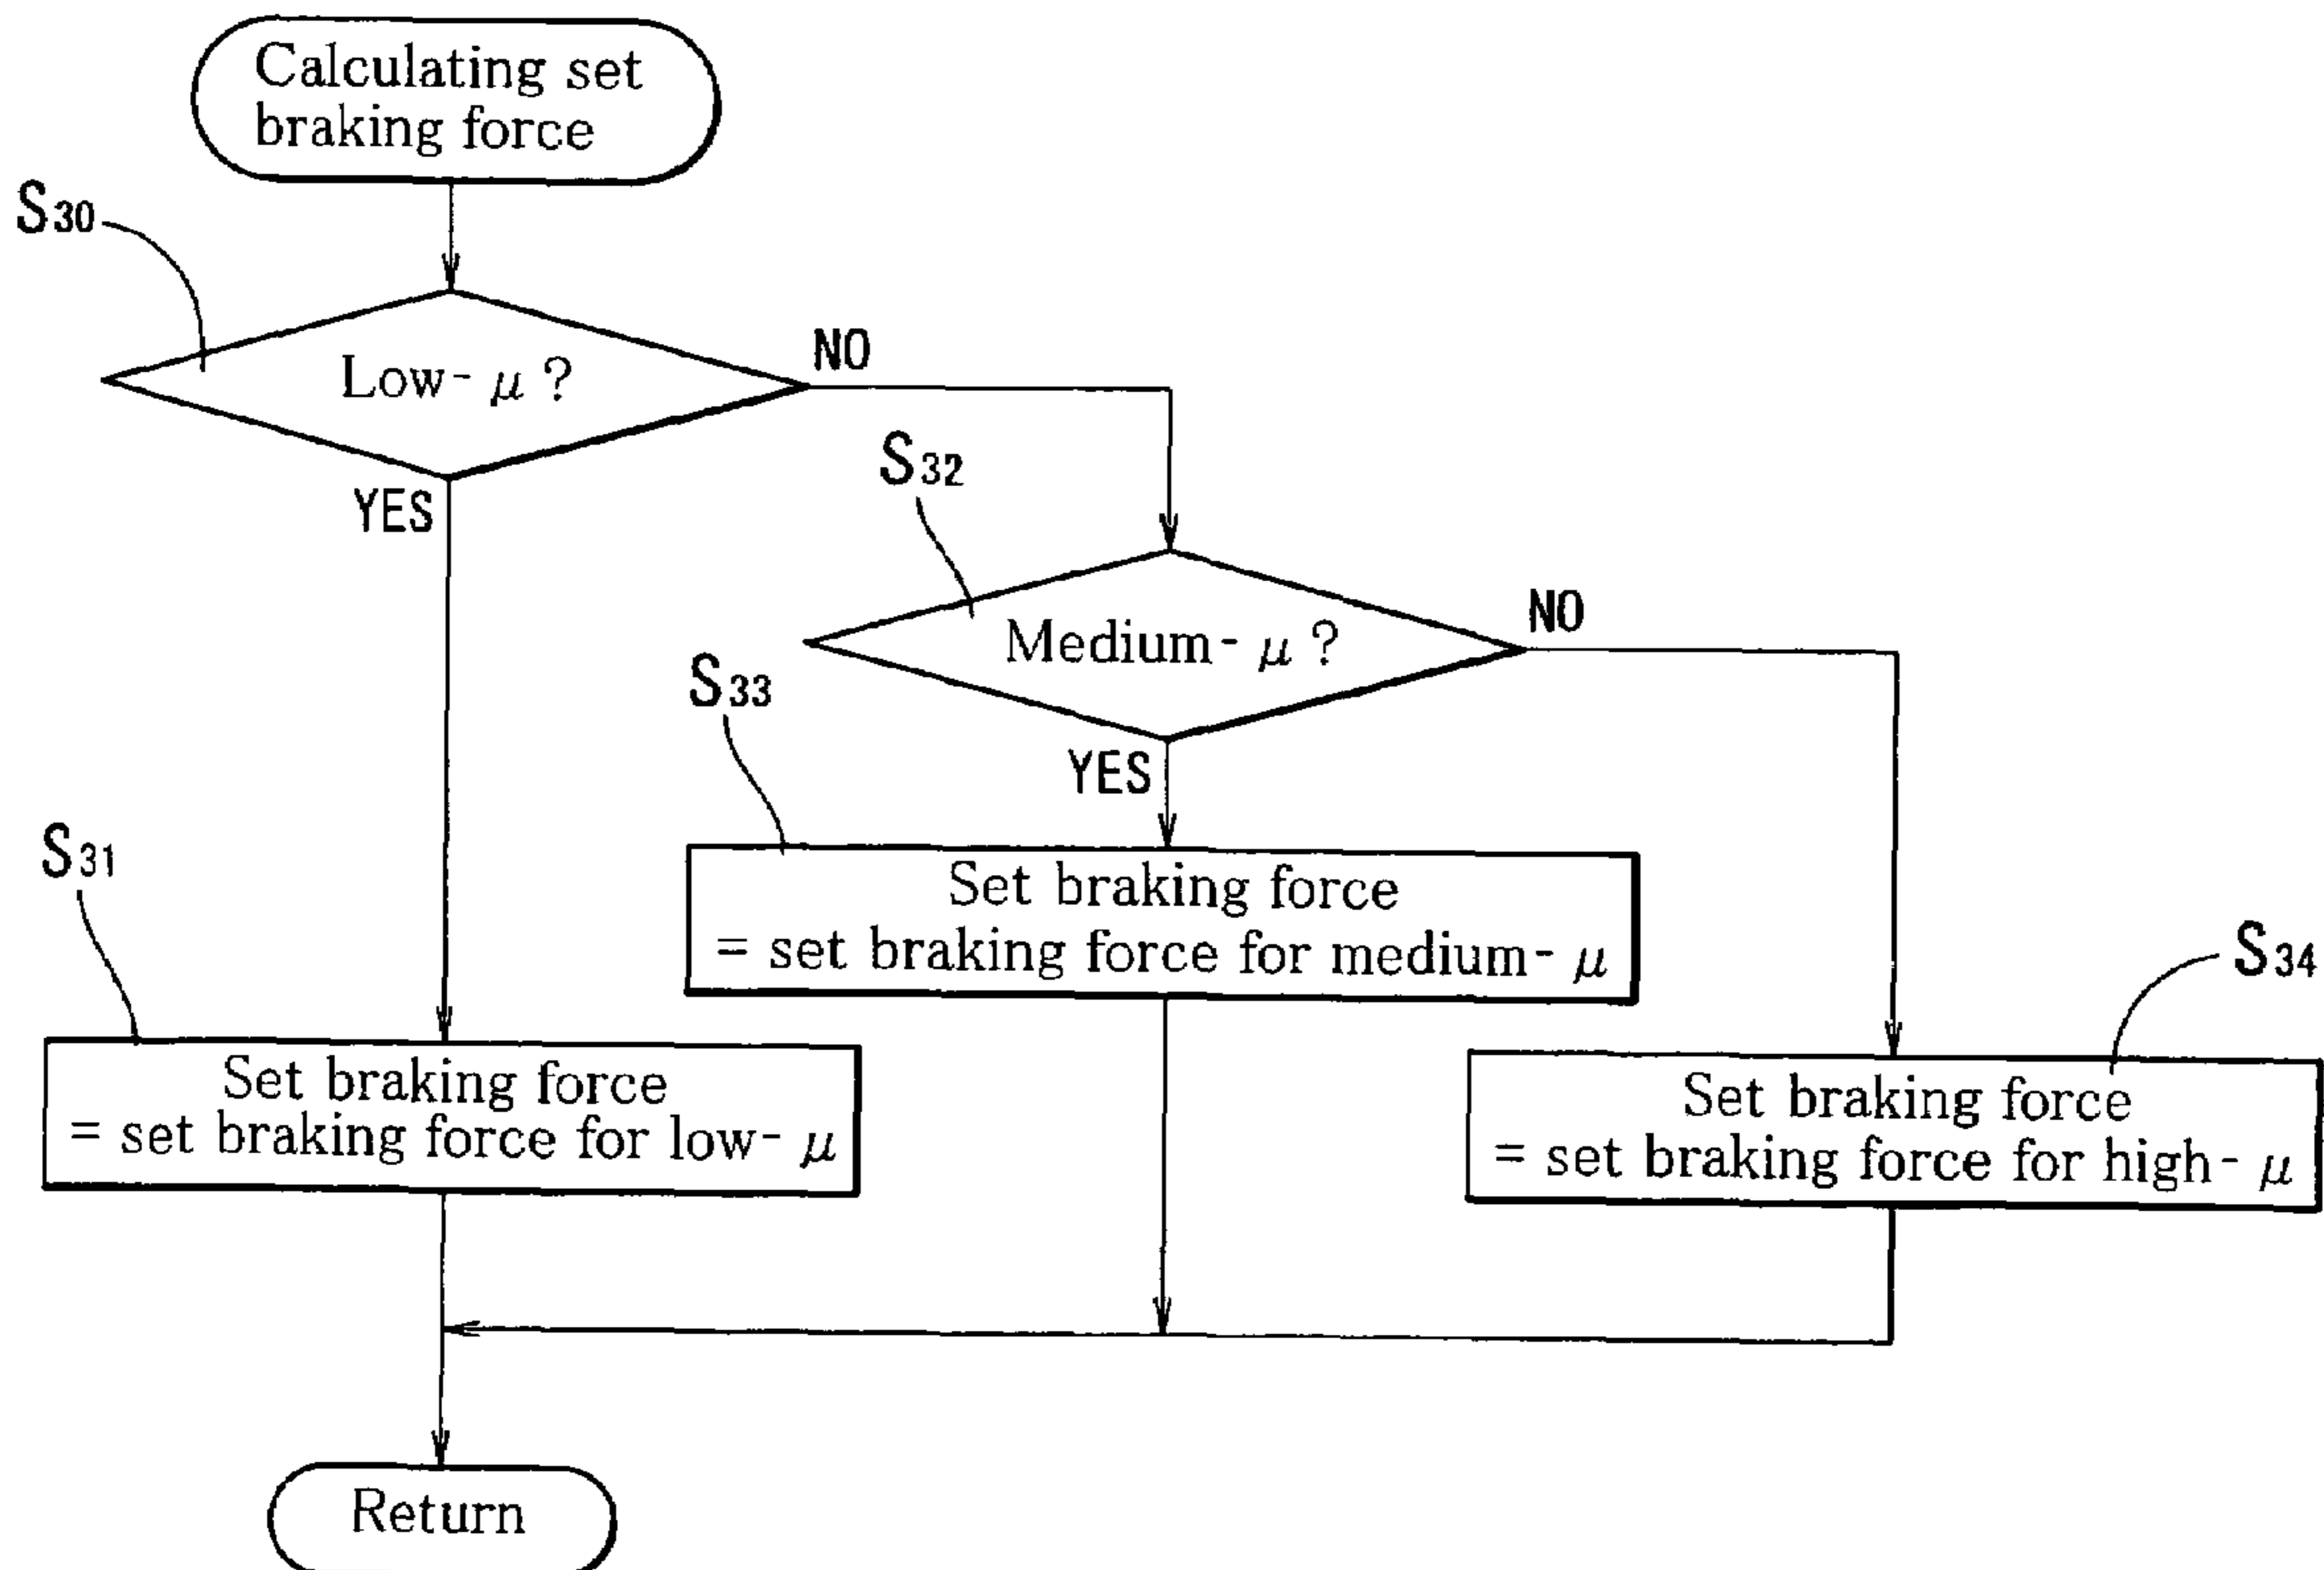 Calculating set
braking force
S30
Low- μ ?
NO
YES
S32
Medium- μ ?
NO
YES
S33
Set braking force
= set braking force for medium- μ
S31
Set braking force
= set braking force for low- μ
S34
Set braking force
= set braking force for high- μ
Return